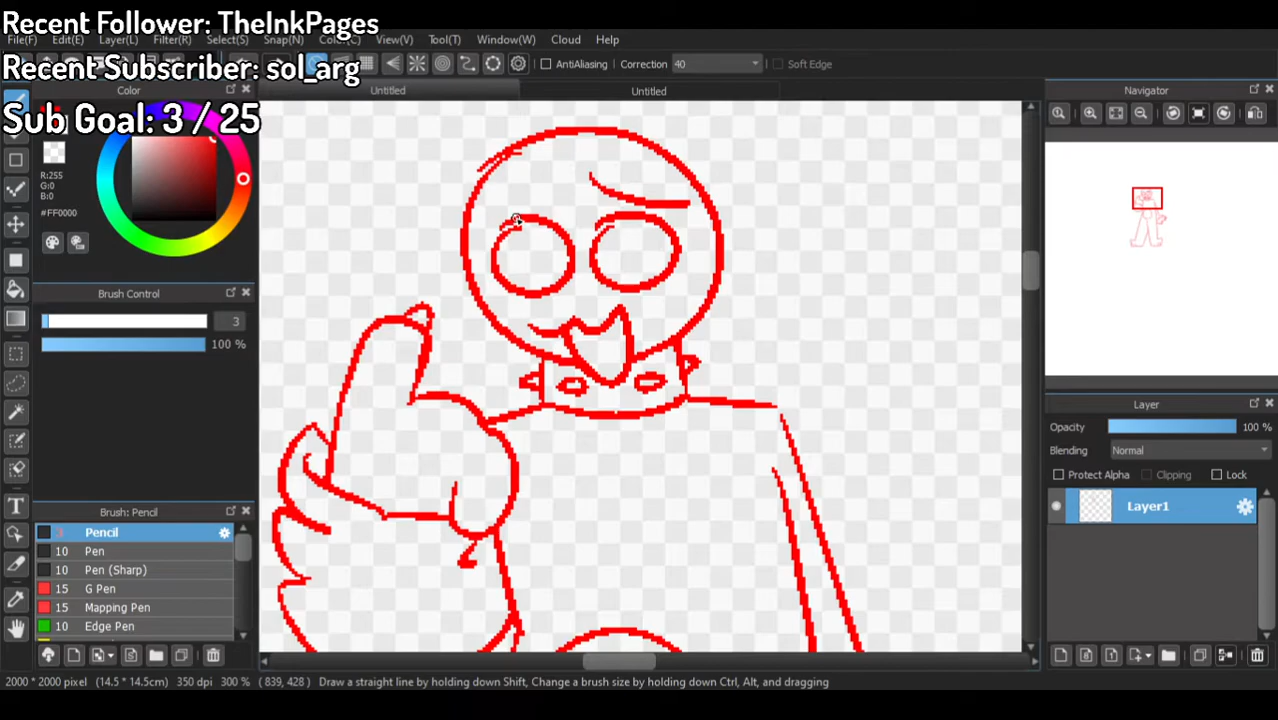 Recent Follower: TheInkPages
File(F) Edit(E) Layer(L) Filter(R) Select(S) Snap(N) Color(C) View(V) Tool(T) Window(W) Cloud Help
Recent Subscriber: sol_arg
AntiAliasing Correction 40 Soft Edge
Color Untitled Untitled Navigator
Sub Goal: 3 / 25
R:255
G:0
B:0
#FF0000
Brush Control
3
100 %
Layer
Opacity 100 %
Blending Normal
Protect Alpha Clipping Lock
Layer1
Brush: Pencil
3 Pencil
10 Pen
10 Pen (Sharp)
15 G Pen
15 Mapping Pen
10 Edge Pen
2000 * 2000 pixel (14.5 * 14.5cm) 350 dpi 300 % ( 839, 428 ) Draw a straight line by holding down Shift, Change a brush size by holding down Ctrl, Alt, and dragging